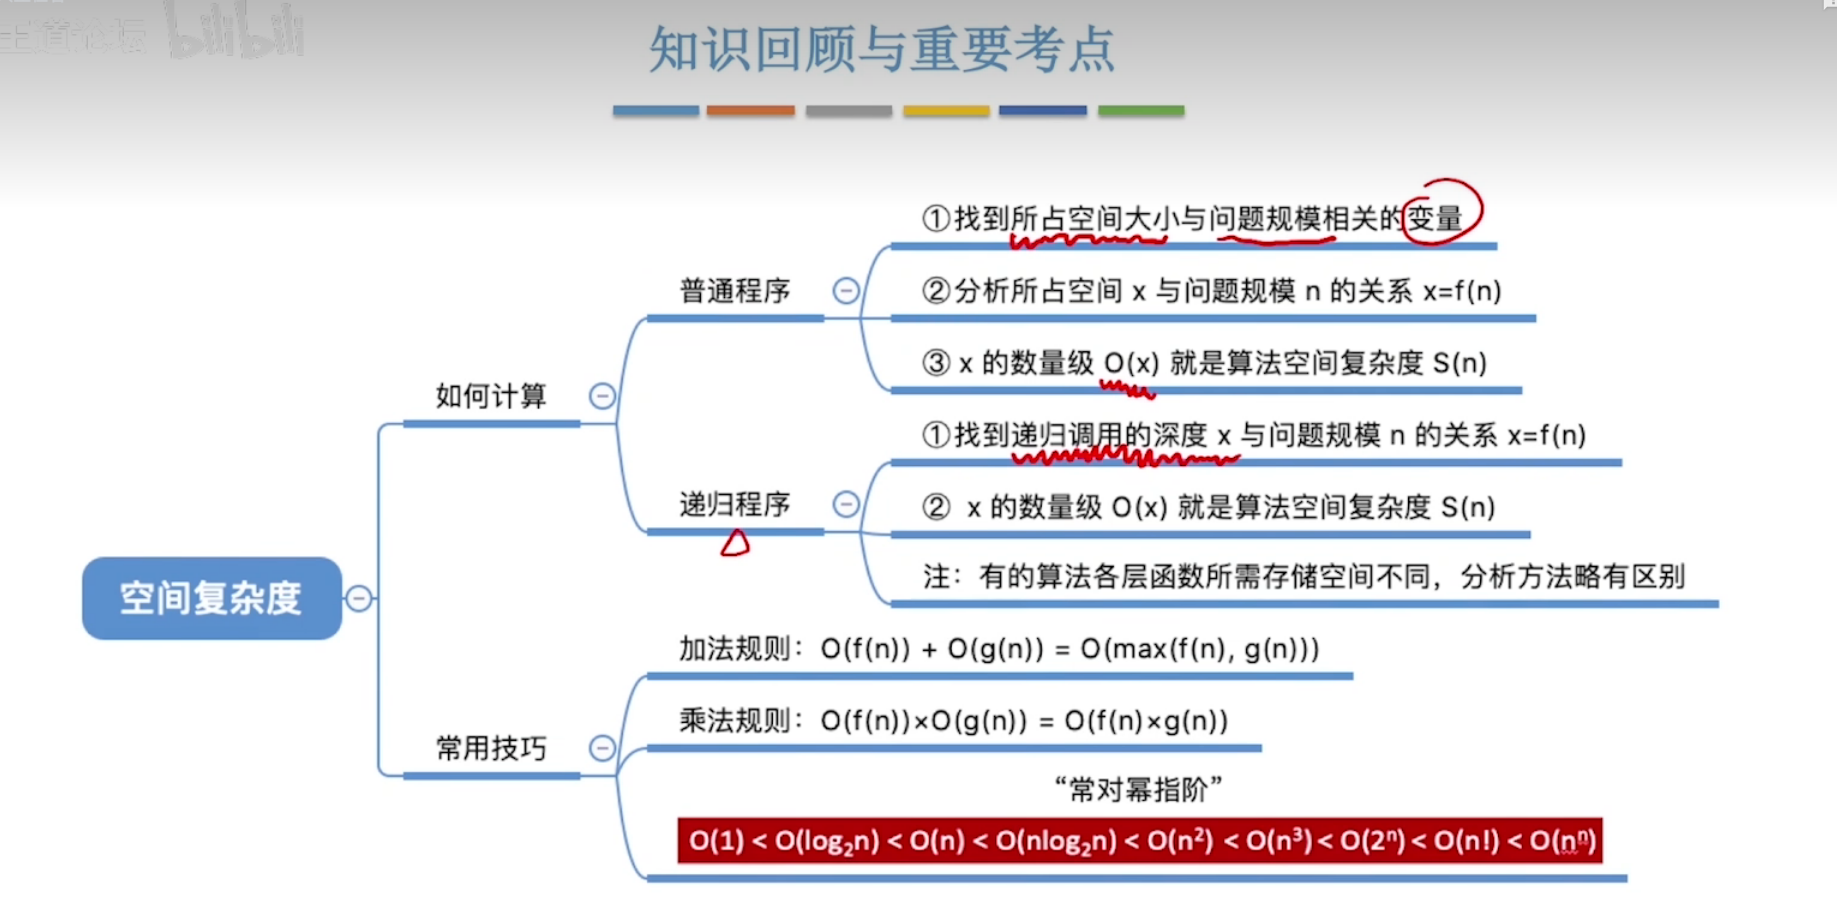 王道论坛 bilibili
知识回顾与重要考点
①找到所占空间大小与问题规模相关的变量
普通程序
②分析所占空间 x 与问题规模 n 的关系 x=f(n)
③ x 的数量级 O(x) 就是算法空间复杂度 S(n)
如何计算
①找到递归调用的深度 x 与问题规模 n 的关系 x=f(n)
递归程序
② x 的数量级 O(x) 就是算法空间复杂度 S(n)
注：有的算法各层函数所需存储空间不同，分析方法略有区别
空间复杂度
加法规则：O(f(n)) + O(g(n)) = O(max(f(n), g(n)))
常用技巧
乘法规则：O(f(n))×O(g(n)) = O(f(n)×g(n))
“常对幂指阶”
O(1) < O(log₂n) < O(n) < O(nlog₂n) < O(n²) < O(n³) < O(2ⁿ) < O(n!) < O(nⁿ)